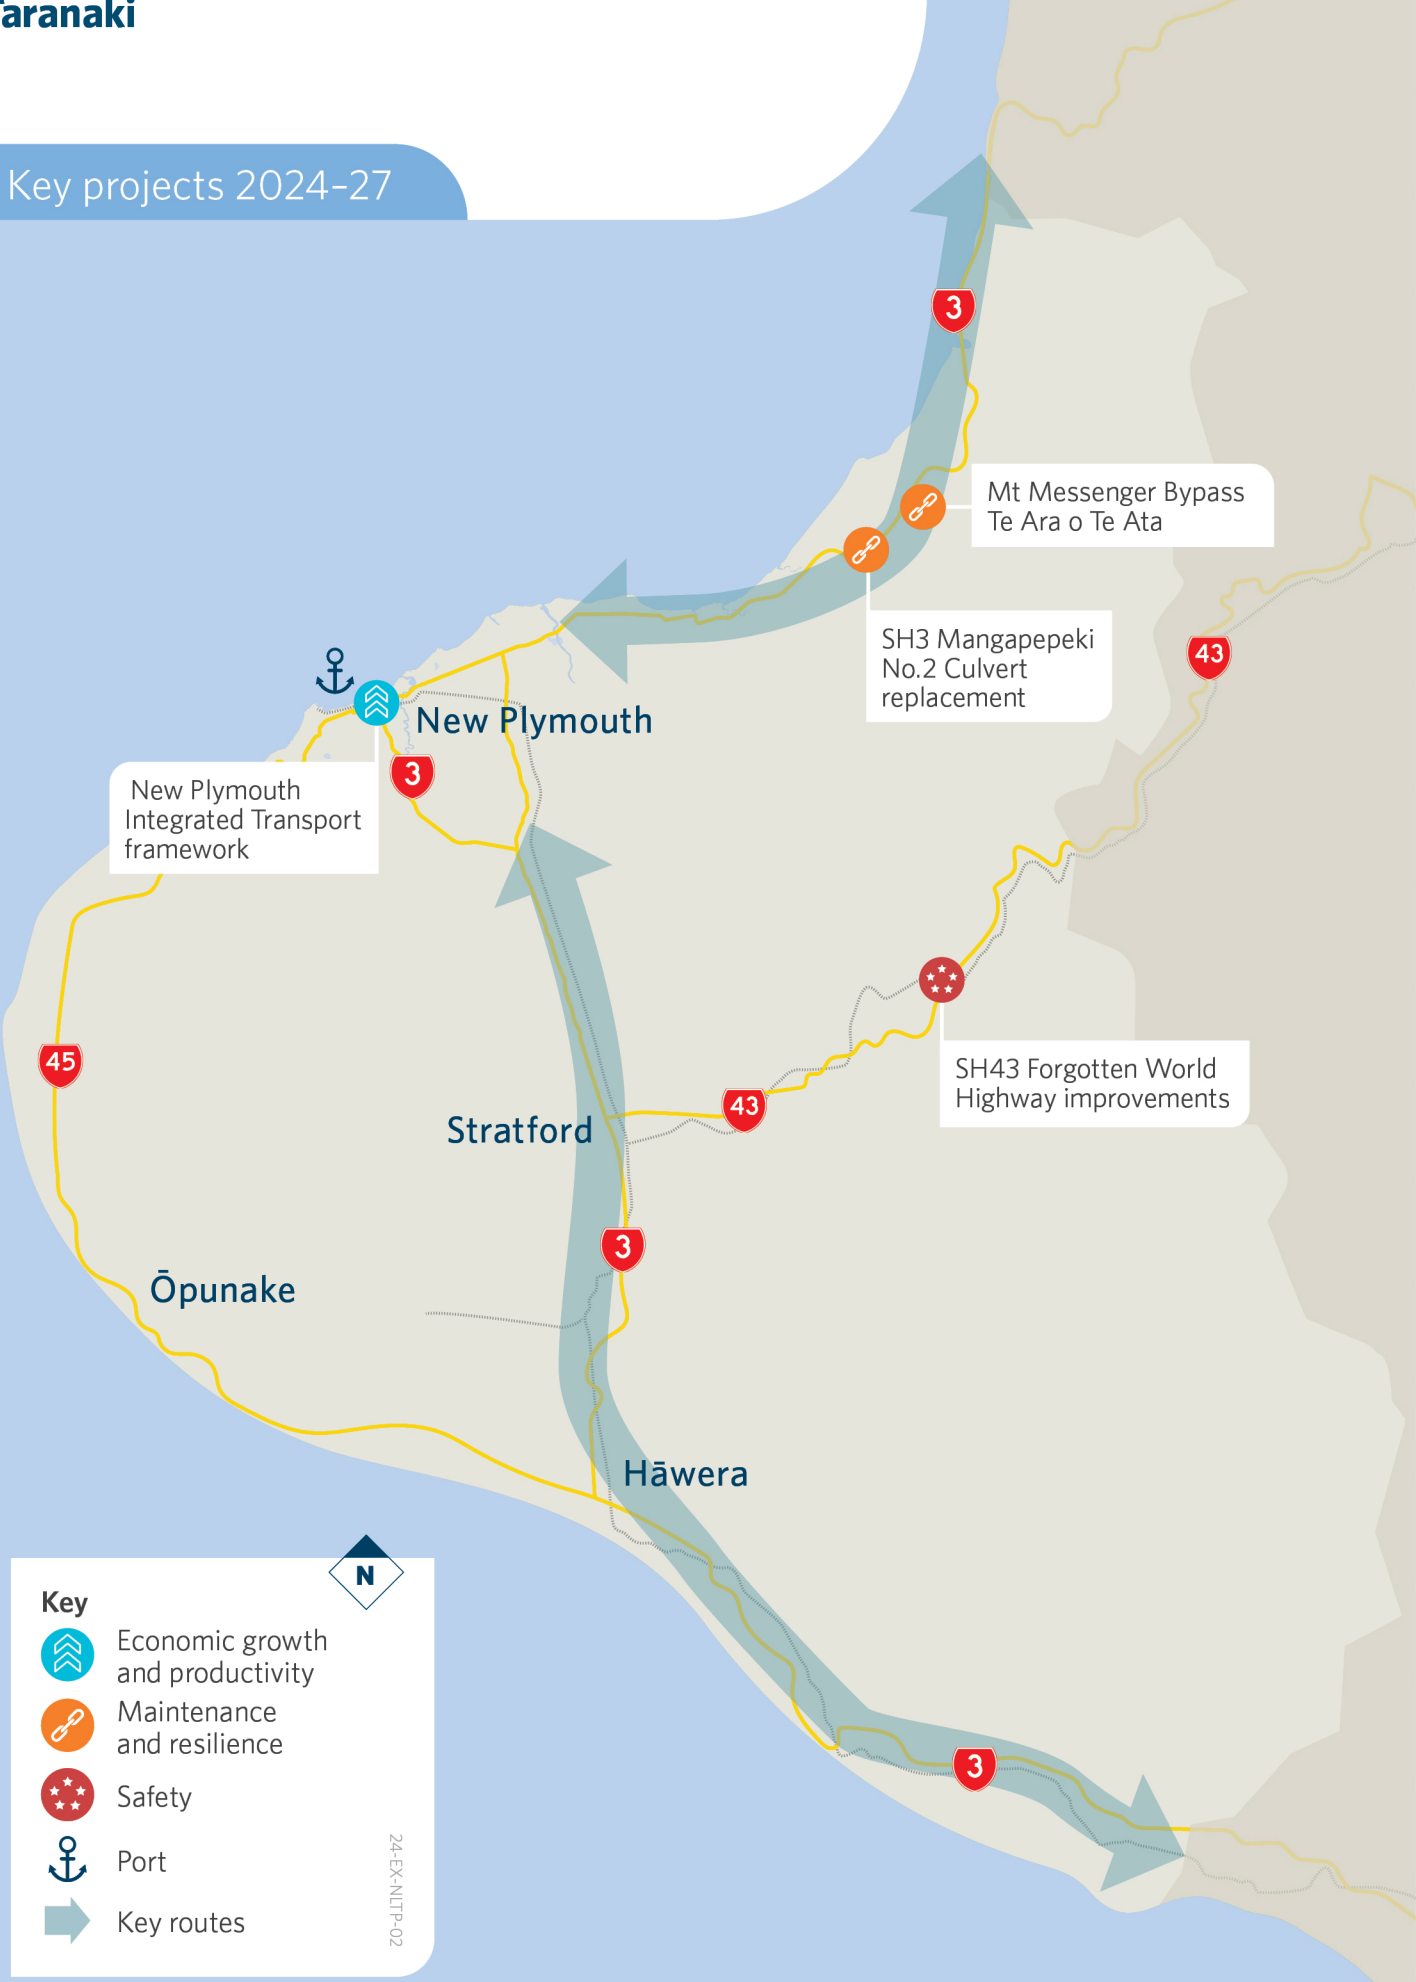 Taranaki
Key projects 2024–27
3
Mt Messenger Bypass
Te Ara o Te Ata
SH3 Mangapepeki
No.2 Culvert
replacement
43
New Plymouth
3
New Plymouth
Integrated Transport
framework
45
SH43 Forgotten World
Highway improvements
43
Stratford
3
Ōpunake
Hāwera
3
N
Key
Economic growth
and productivity
Maintenance
and resilience
Safety
Port
Key routes
24-EX-NLTP-02